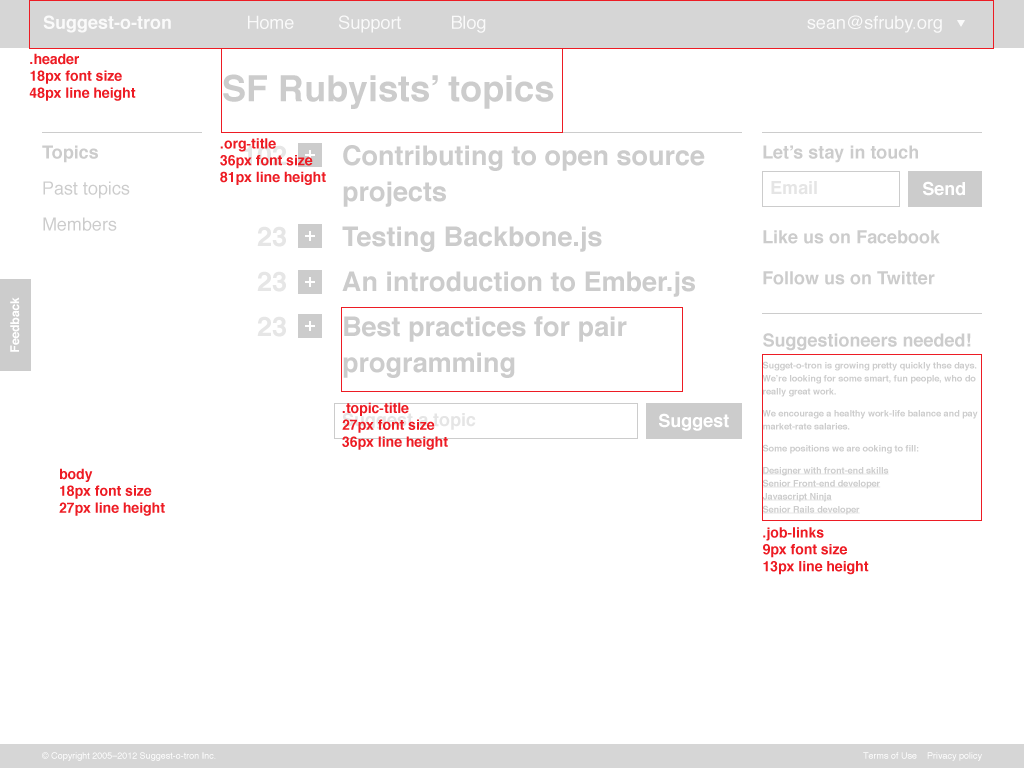 Suggest-o-tron Home Support Blog sean@sfruby.org
.header
18px font size
48px line height
SF Rubyists’ topics
.org-title
36px font size
81px line height
Topics
Past topics
Members
Feedback
+ Contributing to open source
projects
23 + Testing Backbone.js
23 + An introduction to Ember.js
23 + Best practices for pair
programming
.topic-title
27px font size
36px line height
Suggest a topic
Suggest
Let’s stay in touch
Email Send
Like us on Facebook
Follow us on Twitter
Suggestioneers needed!
Sugget-o-tron is growing pretty quickly thse days.
We’re looking for some smart, fun people, who do
really great work.
We encourage a healthy work-life balance and pay
market-rate salaries.
Some positions we are ooking to fill:
Designer with front-end skills
Senior Front-end developer
Javascript Ninja
Senior Rails developer
.job-links
9px font size
13px line height
body
18px font size
27px line height
© Copyright 2005–2012 Suggest-o-tron Inc.
Terms of Use Privacy policy